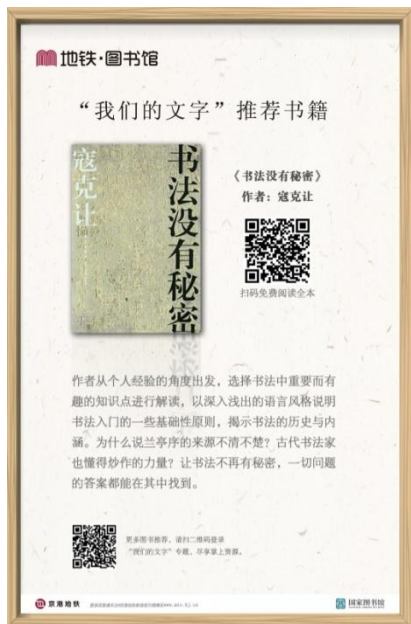 地铁·图书馆
“我们的文字”推荐书籍
寇克让
书法没有秘密
《书法没有秘密》
作者：寇克让
扫码免费阅读全本
作者从个人经验的角度出发，选择书法中重要而有
趣的知识点进行解读，以深入浅出的语言风格说明
书法入门的一些基础性原则，揭示书法的历史与内
涵。为什么说兰亭序的来源不清不楚？古代书法家
也懂得炒作的力量？让书法不再有秘密，一切问题
的答案都能在其中找到。
更多图书推荐，请扫二维码登录
“我们的文字”专题，尽享掌上资源。
京港地铁
国家图书馆